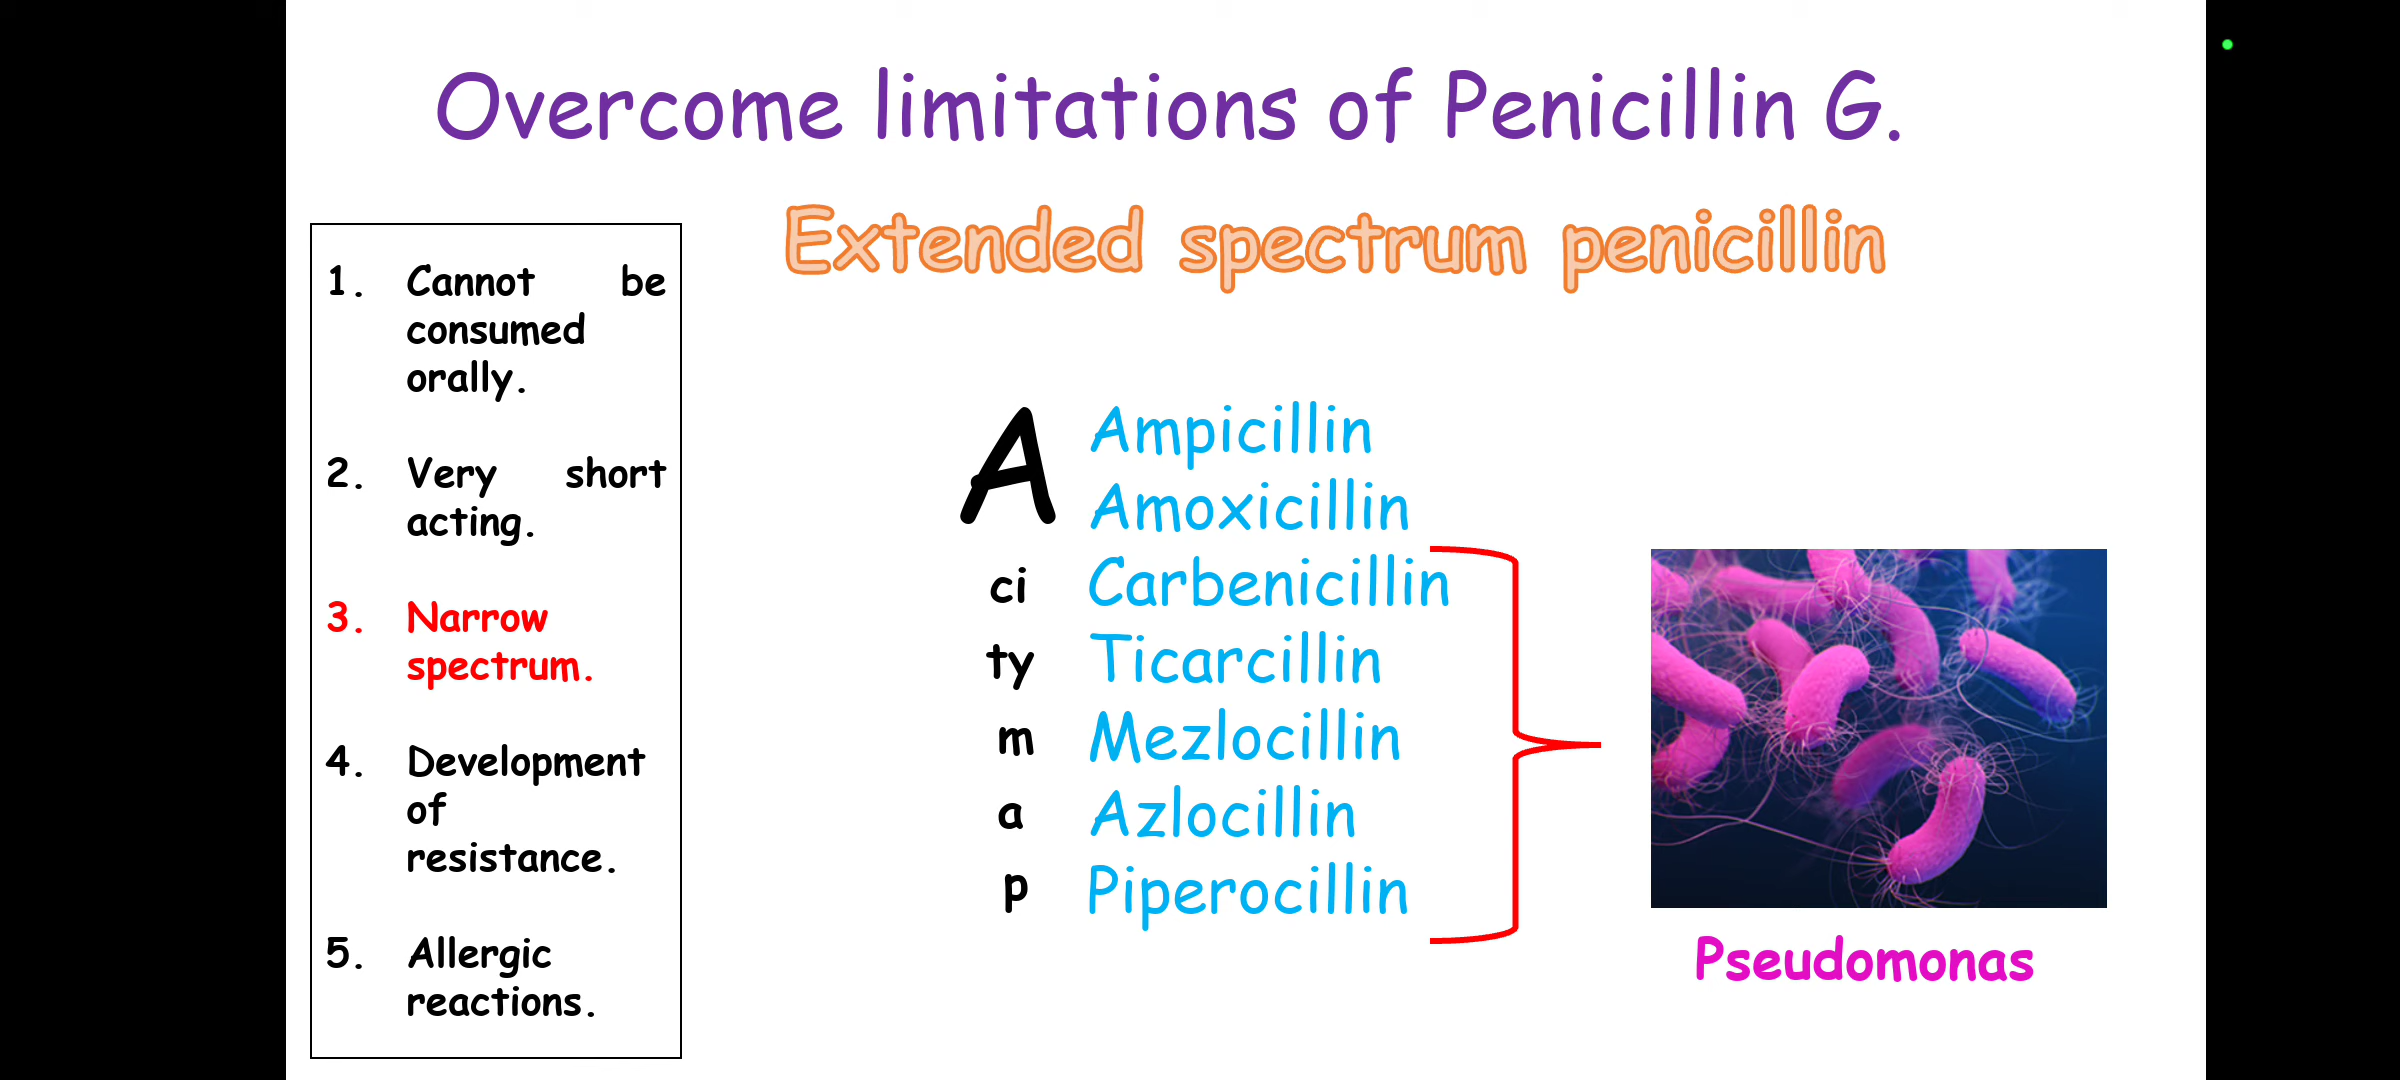 Overcome limitations of Penicillin G.
Extended spectrum penicillin
1. Cannot be
consumed
orally.
2. Very short
acting.
3. Narrow
spectrum.
4. Development
of
resistance.
5. Allergic
reactions.
A Ampicillin
Amoxicillin
ci Carbenicillin
ty Ticarcillin
m Mezlocillin
a Azlocillin
p Piperocillin
Pseudomonas